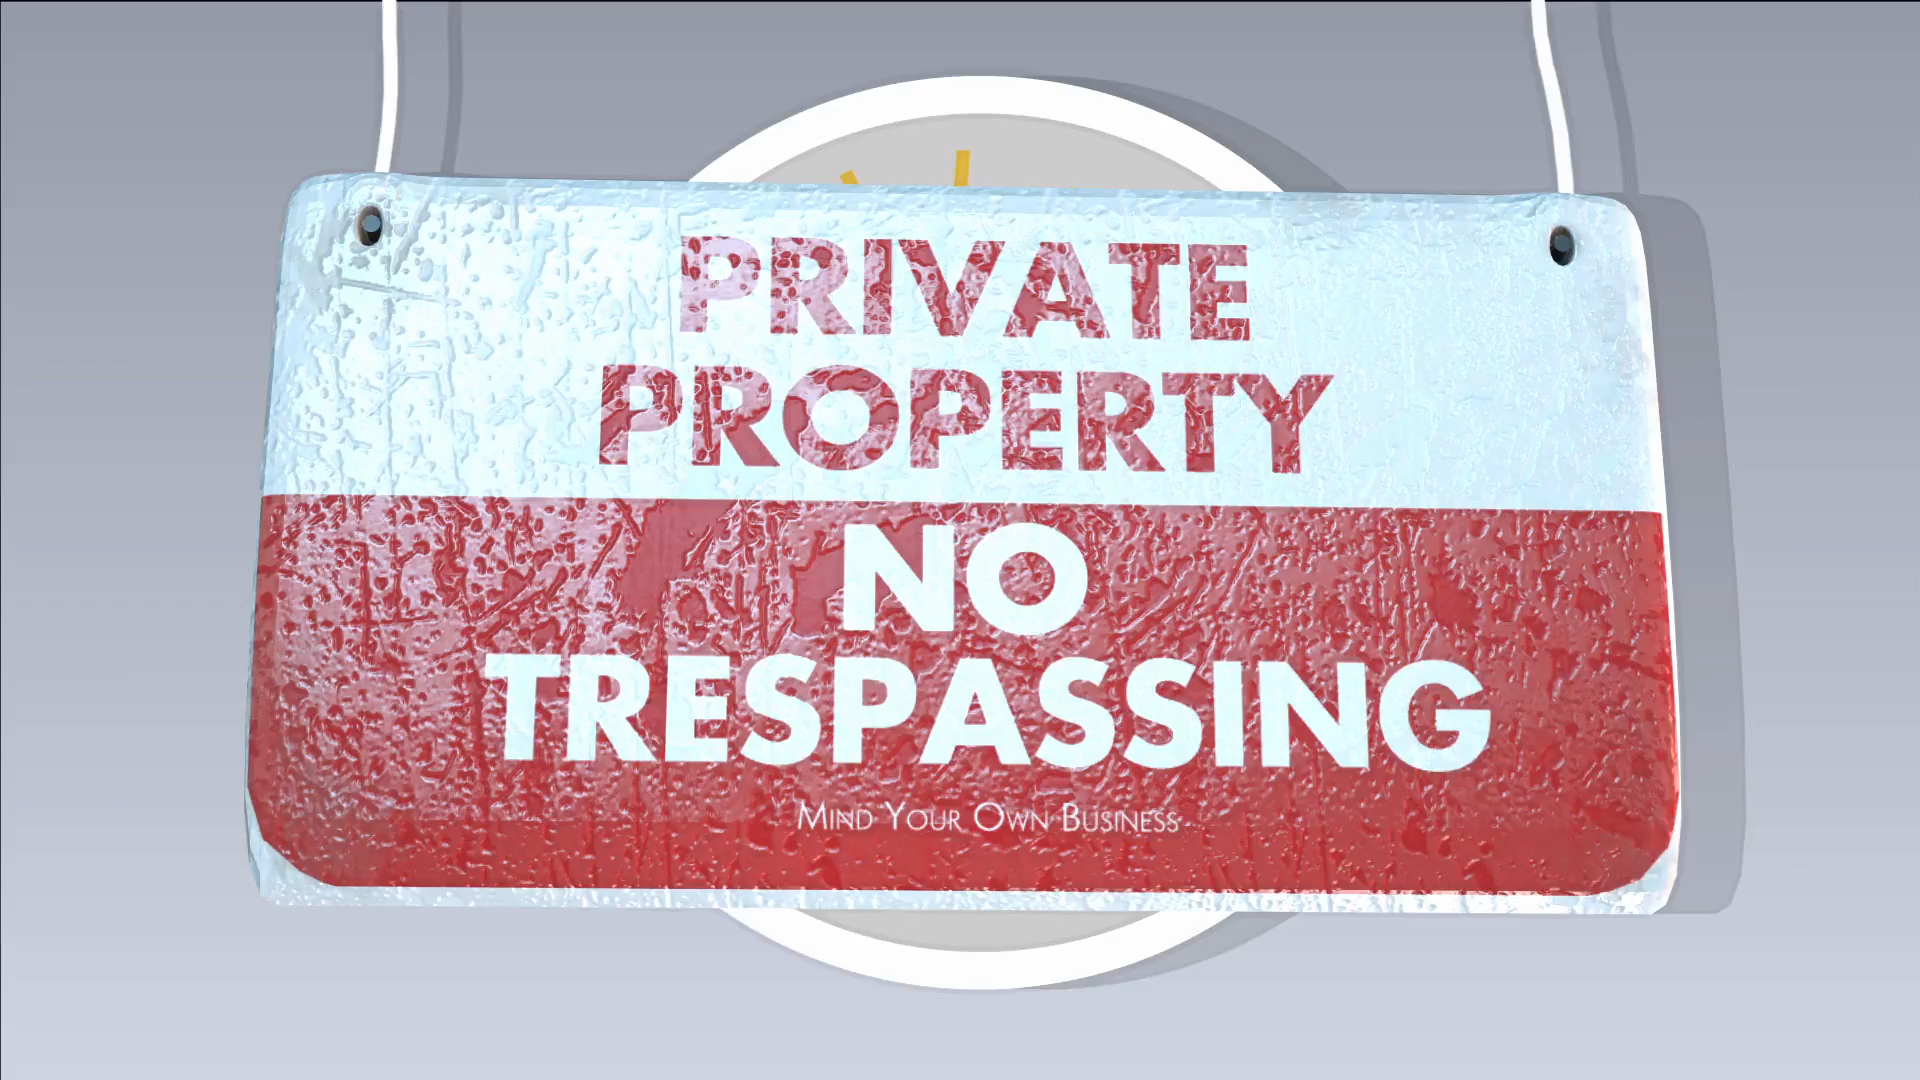 PRIVATE
PROPERTY
NO
TRESPASSING
MIND YOUR OWN BUSINESS